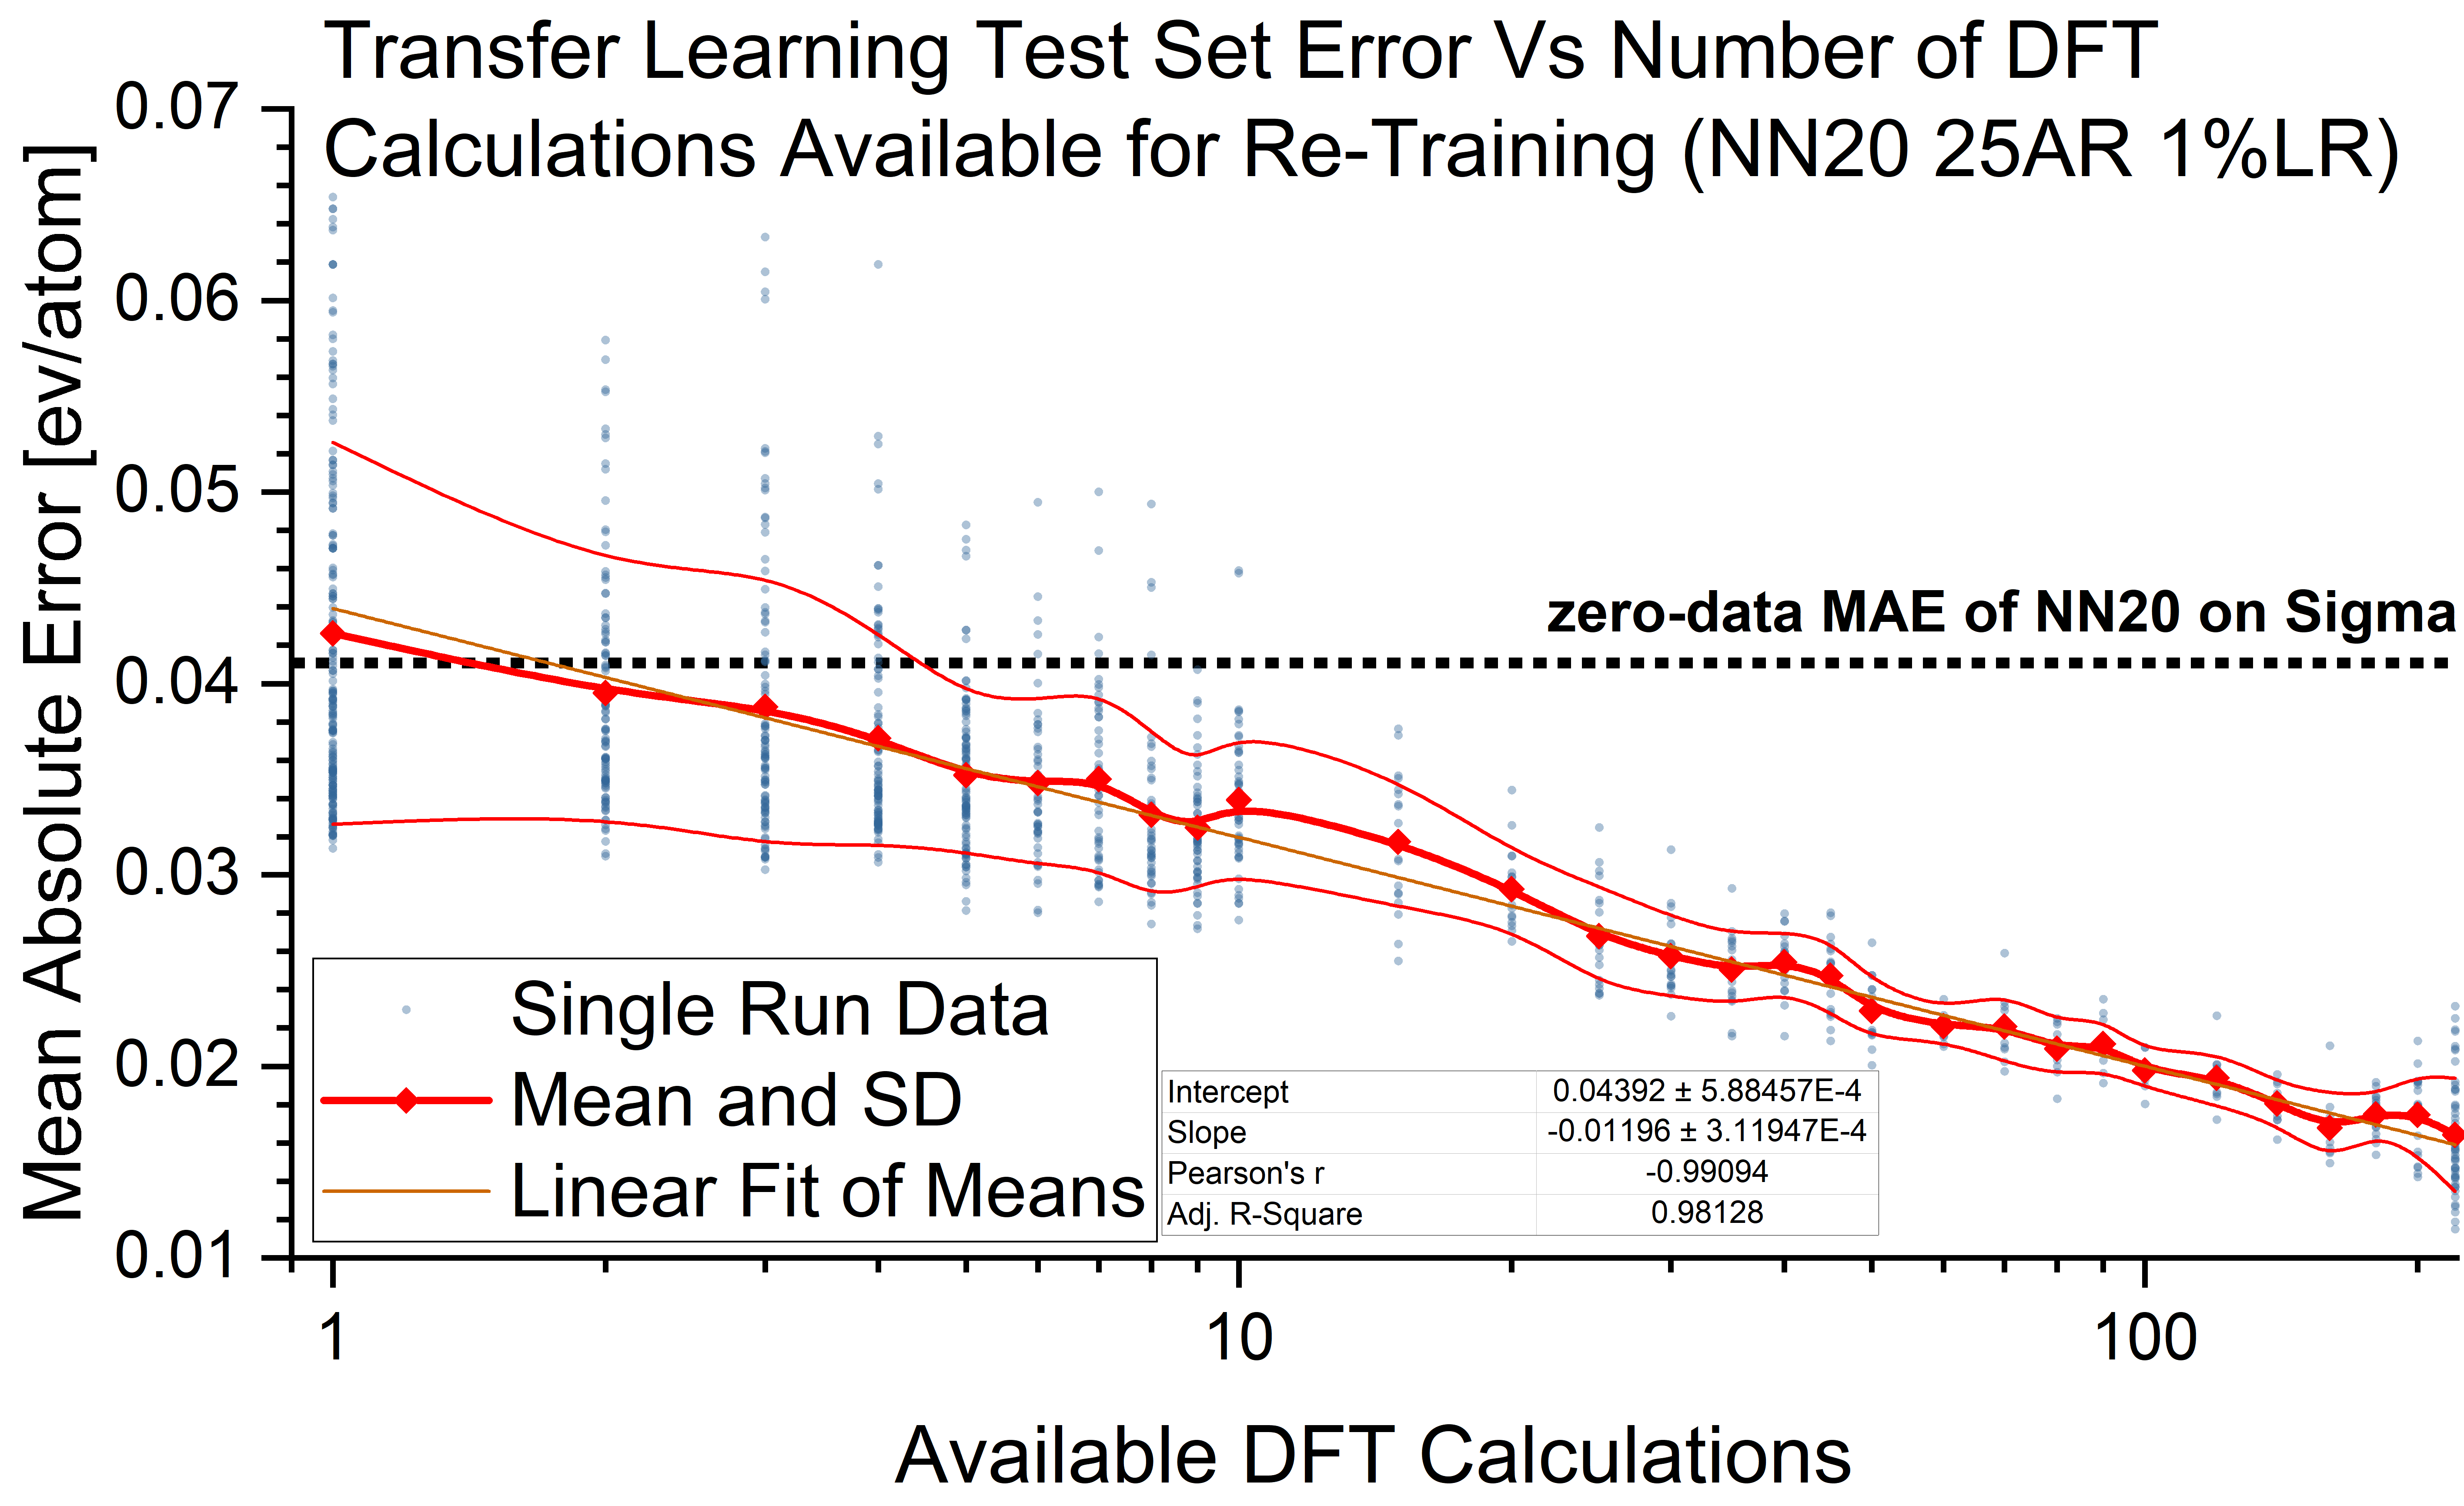 Transfer Learning Test Set Error Vs Number of DFT
Calculations Available for Re-Training (NN20 25AR 1%LR)
Mean Absolute Error [ev/atom]
0.07
0.06
0.05
0.04
0.03
0.02
0.01
zero-data MAE of NN20 on Sigma
Single Run Data
Mean and SD
Linear Fit of Means
Intercept 0.04392 ± 5.88457E-4
Slope -0.01196 ± 3.11947E-4
Pearson's r -0.99094
Adj. R-Square 0.98128
1 10 100
Available DFT Calculations